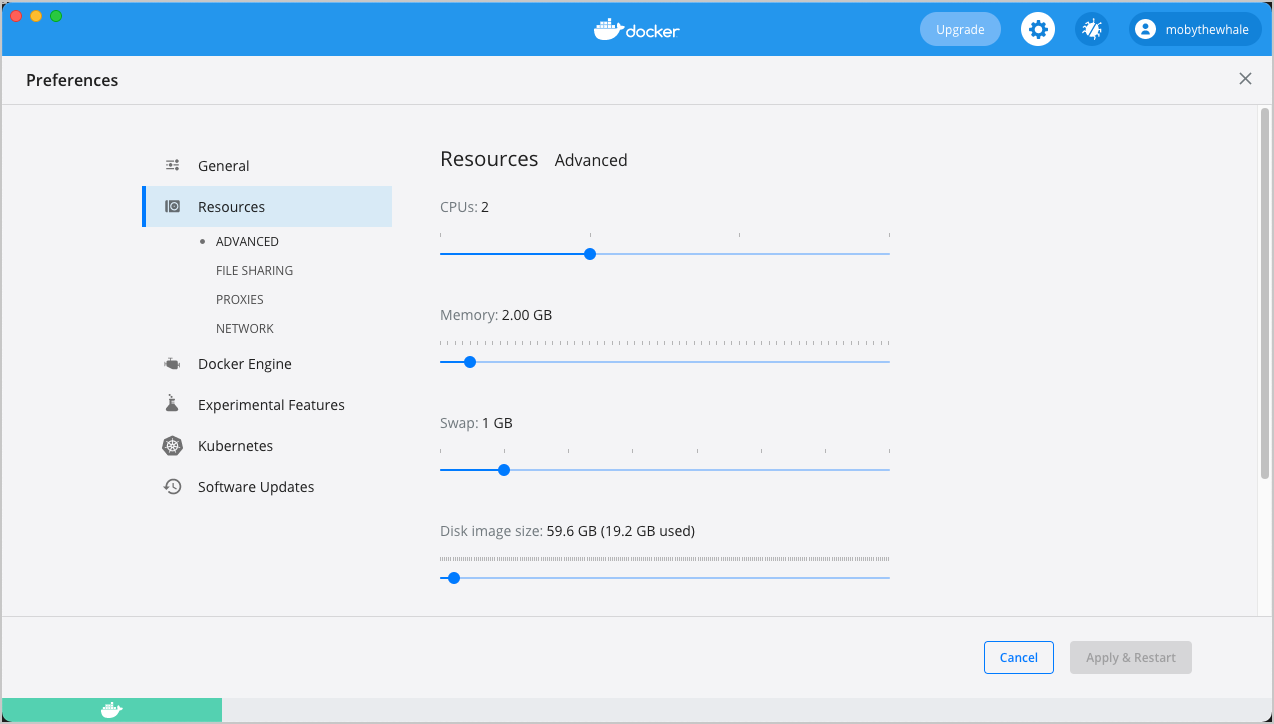 docker
Upgrade
mobythewhale
Preferences
General
Resources
ADVANCED
FILE SHARING
PROXIES
NETWORK
Docker Engine
Experimental Features
Kubernetes
Software Updates
Resources Advanced
CPUs: 2
Memory: 2.00 GB
Swap: 1 GB
Disk image size: 59.6 GB (19.2 GB used)
Cancel
Apply & Restart